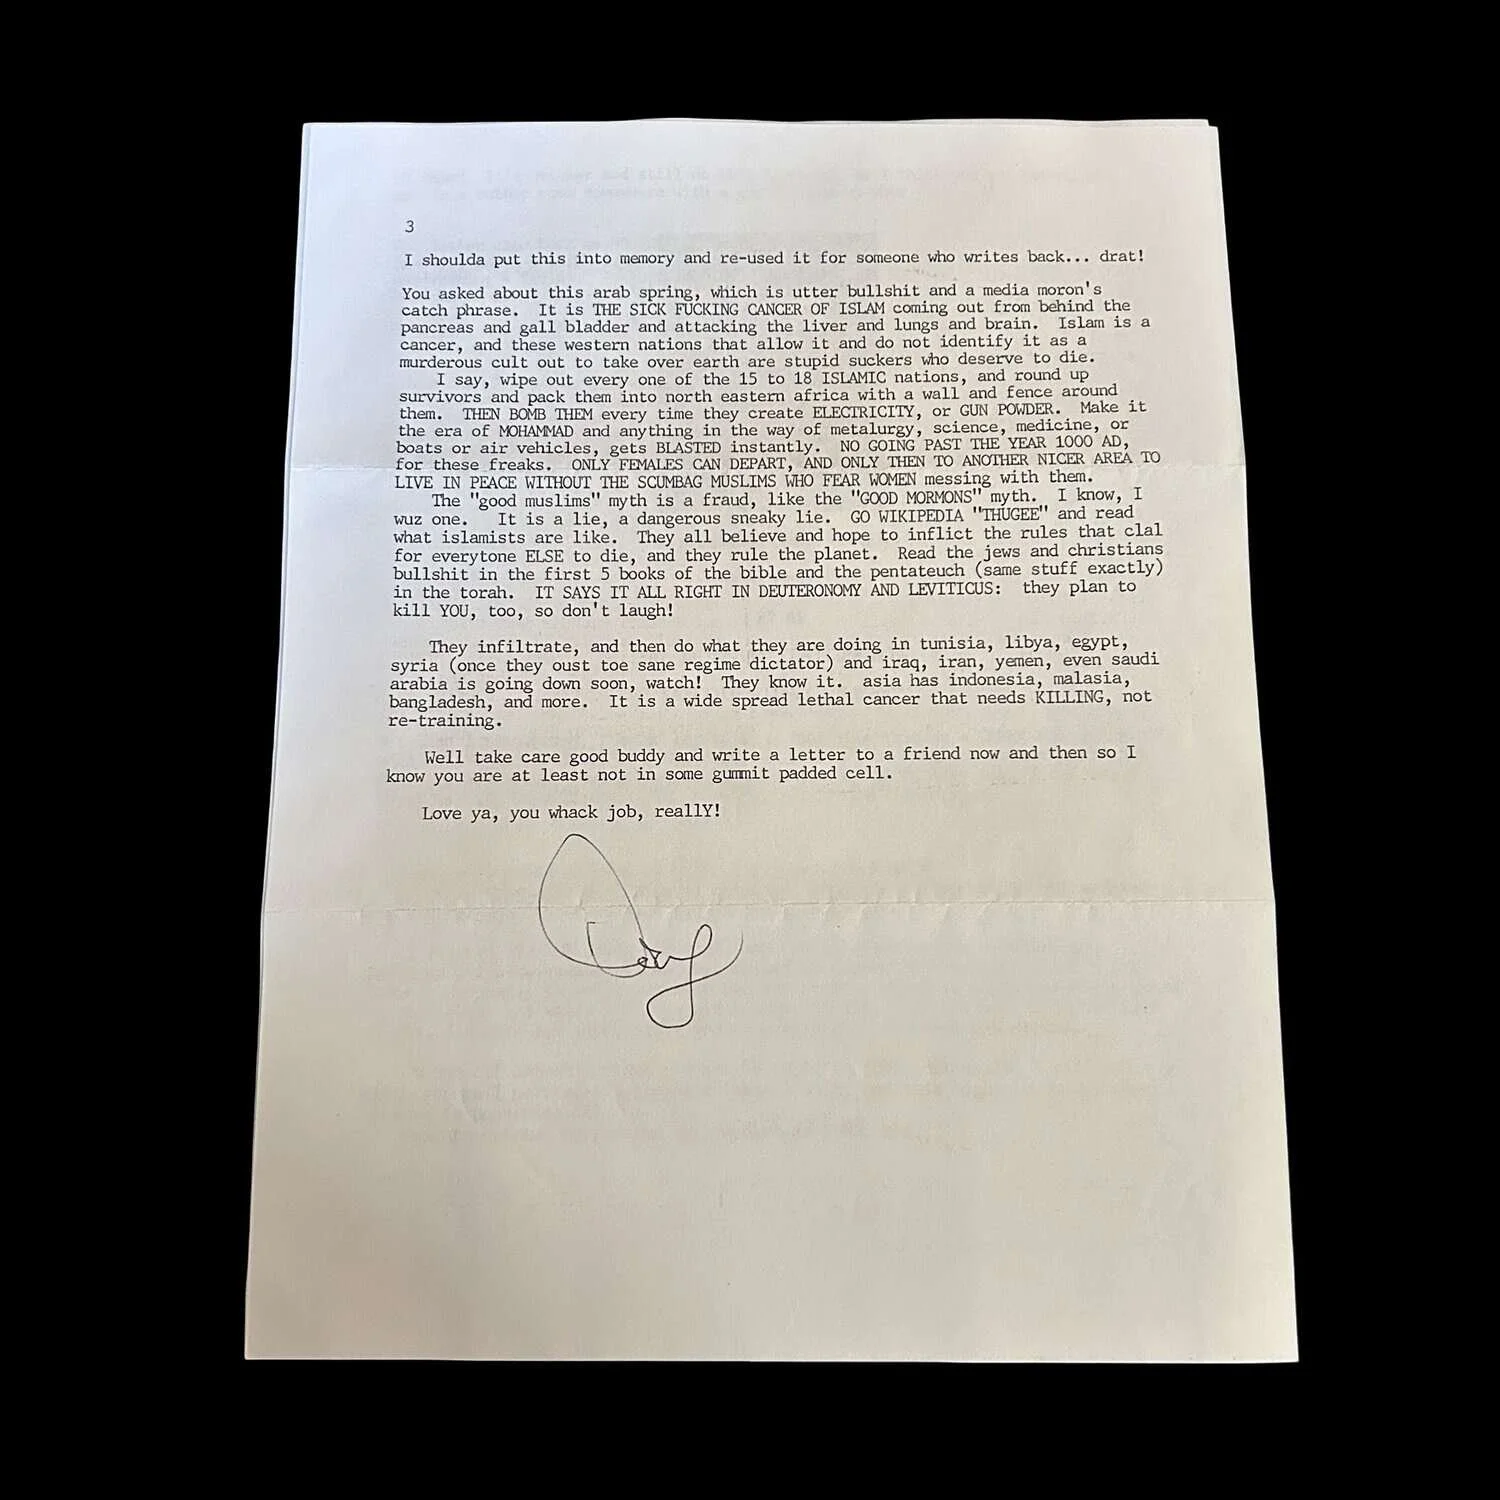 3
I shoulda put this into memory and re-used it for someone who writes back... drat!
You asked about this arab spring, which is utter bullshit and a media moron's
catch phrase. It is THE SICK FUCKING CANCER OF ISLAM coming out from behind the
pancreas and gall bladder and attacking the liver and lungs and brain. Islam is a
cancer, and these western nations that allow it and do not identify it as a
murderous cult out to take over earth are stupid suckers who deserve to die.
I say, wipe out every one of the 15 to 18 ISLAMIC nations, and round up
survivors and pack them into north eastern africa with a wall and fence around
them. THEN BOMB THEM every time they create ELECTRICITY, or GUN POWDER. Make it
the era of MOHAMMAD and anything in the way of metalurgy, science, medicine, or
boats or air vehicles, gets BLASTED instantly. NO GOING PAST THE YEAR 1000 AD,
for these freaks. ONLY FEMALES CAN DEPART, AND ONLY THEN TO ANOTHER NICER AREA TO
LIVE IN PEACE WITHOUT THE SCUMBAG MUSLIMS WHO FEAR WOMEN messing with them.
The "good muslims" myth is a fraud, like the "GOOD MORMONS" myth. I know, I
wuz one. It is a lie, a dangerous sneaky lie. GO WIKIPEDIA "THUGEE" and read
what islamists are like. They all believe and hope to inflict the rules that clal
for everytone ELSE to die, and they rule the planet. Read the jews and christians
bullshit in the first 5 books of the bible and the pentateuch (same stuff exactly)
in the torah. IT SAYS IT ALL RIGHT IN DEUTERONOMY AND LEVITICUS: they plan to
kill YOU, too, so don't laugh!
They infiltrate, and then do what they are doing in tunisia, libya, egypt,
syria (once they oust toe sane regime dictator) and iraq, iran, yemen, even saudi
arabia is going down soon, watch! They know it. asia has indonesia, malasia,
bangladesh, and more. It is a wide spread lethal cancer that needs KILLING, not
re-training.
Well take care good buddy and write a letter to a friend now and then so I
know you are at least not in some gummit padded cell.
Love ya, you whack job, reallY!